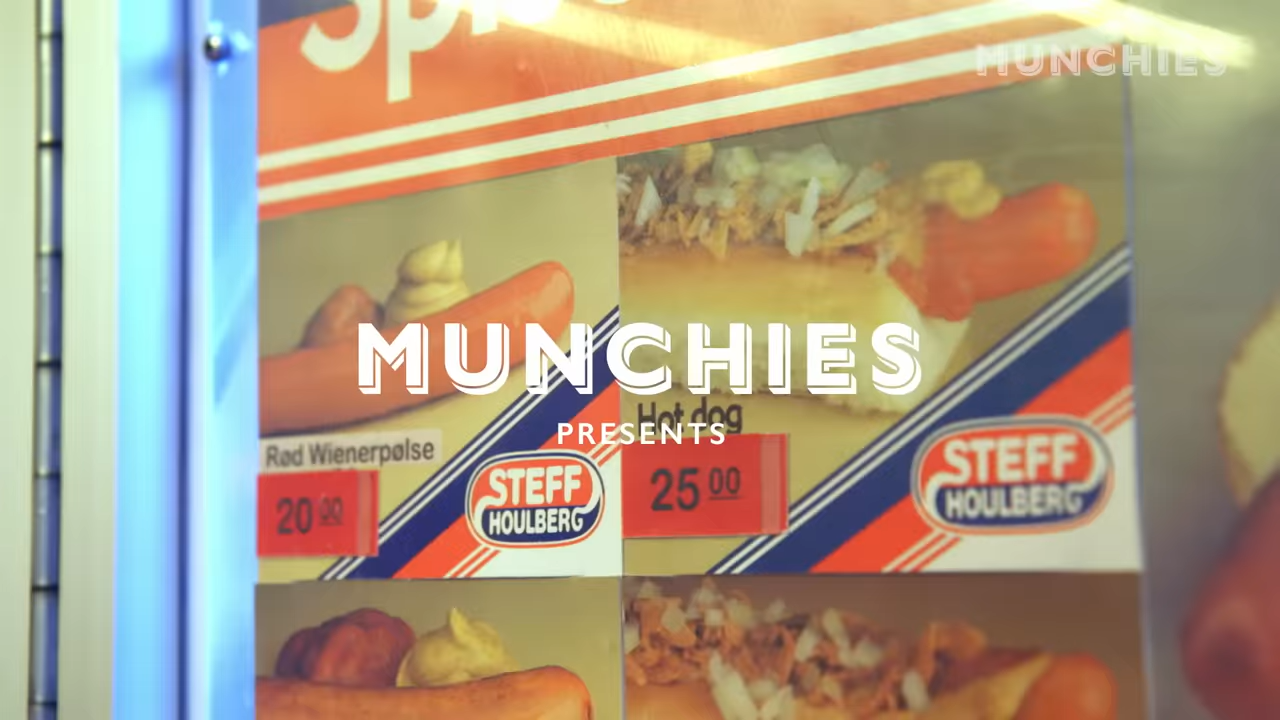 MUNCHIES
MUNCHIES
PRESENTS
Hot dog
Rød Wienerpølse
20 00
25 00
STEFF
HOULBERG
STEFF
HOULBERG